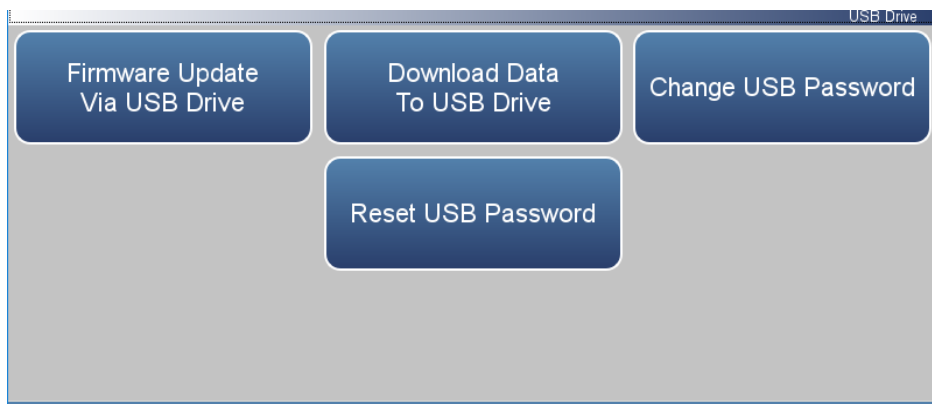 USB Drive
Firmware Update
Via USB Drive
Download Data
To USB Drive
Change USB Password
Reset USB Password